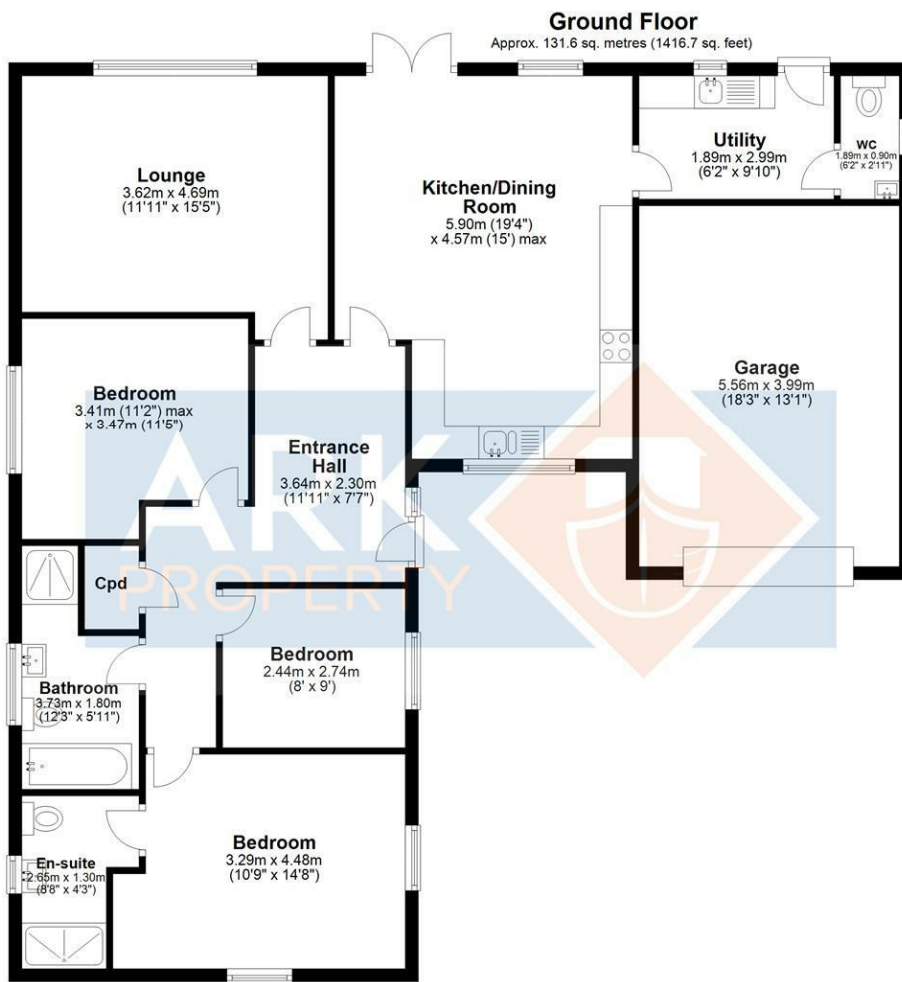 Ground Floor
Approx. 131.6 sq. metres (1416.7 sq. feet)
Lounge
3.62m x 4.69m
(11'11" x 15'5")
Kitchen/Dining
Room
5.90m (19'4")
x 4.57m (15') max
Utility
1.89m x 2.99m
(6'2" x 9'10")
WC
1.89m x 0.90m
(6'2" x 2'11")
Garage
5.56m x 3.99m
(18'3" x 13'1")
Bedroom
3.41m (11'2") max
x 3.47m (11'5")
Entrance
Hall
3.64m x 2.30m
(11'11" x 7'7")
ARK
PROPERTY
Cpd
Bedroom
2.44m x 2.74m
(8' x 9')
Bathroom
3.73m x 1.80m
(12'3" x 5'11")
Bedroom
3.29m x 4.48m
(10'9" x 14'8")
En-suite
2.65m x 1.30m
(8'8" x 4'3")